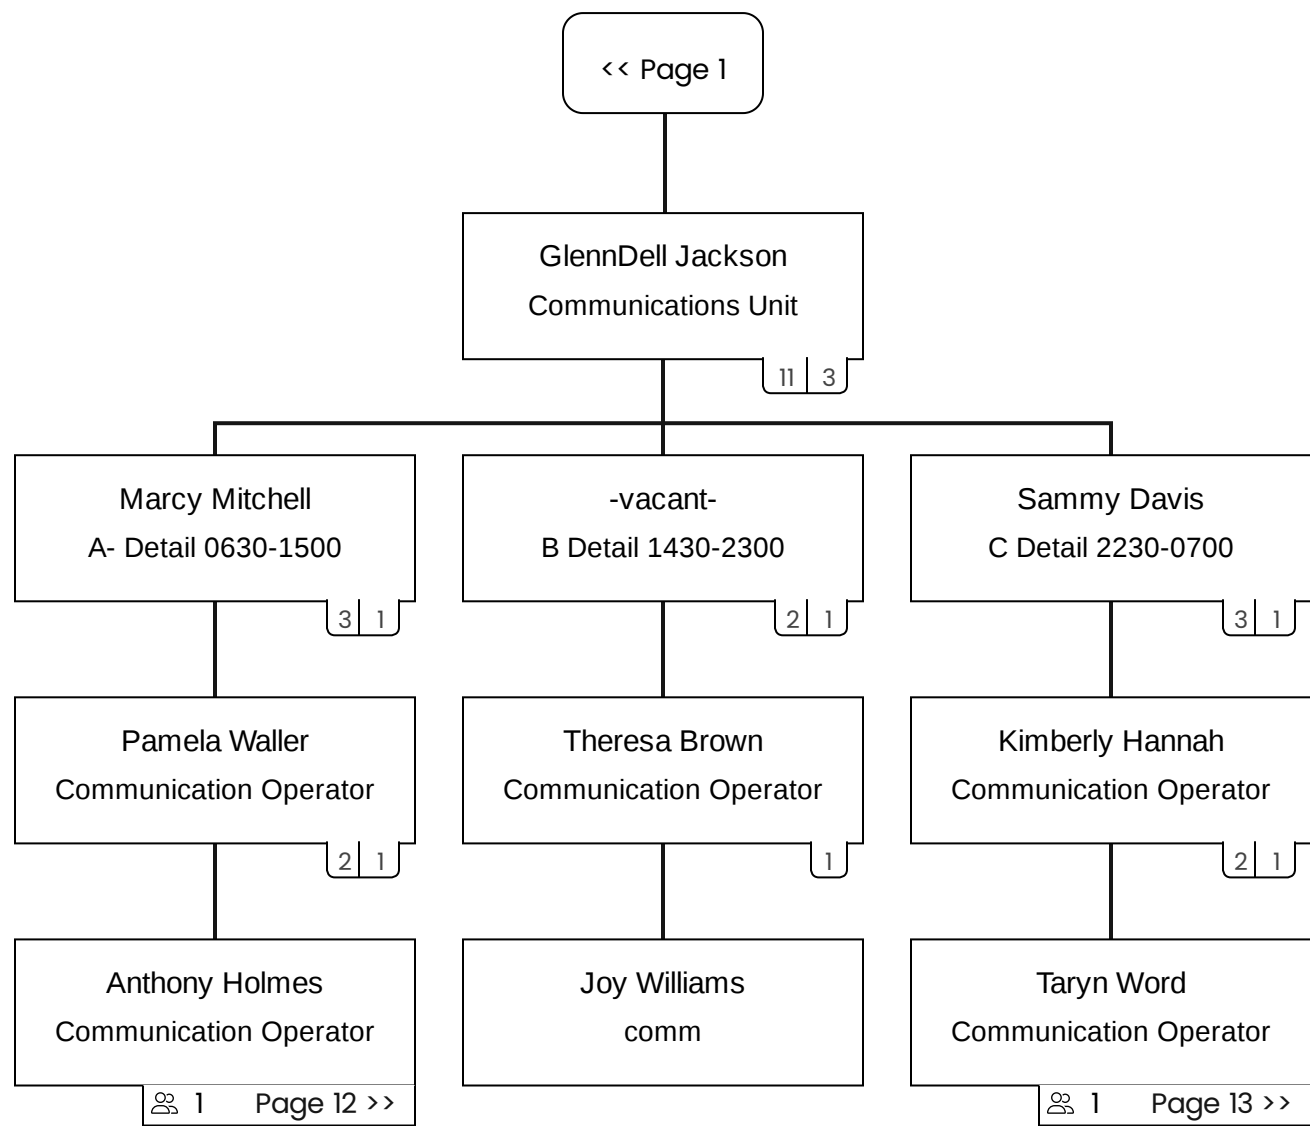 << Page 1
GlennDell Jackson
Communications Unit
11 3
Marcy Mitchell
A- Detail 0630-1500
3 1
-vacant-
B Detail 1430-2300
2 1
Sammy Davis
C Detail 2230-0700
3 1
Pamela Waller
Communication Operator
2 1
Theresa Brown
Communication Operator
1
Kimberly Hannah
Communication Operator
2 1
Anthony Holmes
Communication Operator
1 Page 12 >>
Joy Williams
comm
Taryn Word
Communication Operator
1 Page 13 >>